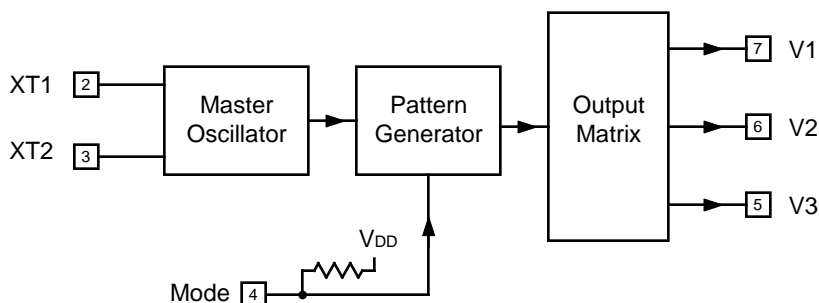 XT1 2
XT2 3
Master
Oscillator
Pattern
Generator
Output
Matrix
7 V1
6 V2
5 V3
VDD
Mode 4